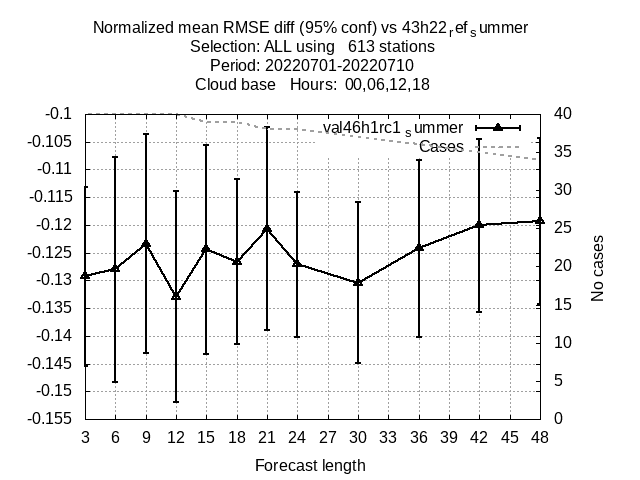 Normalized mean RMSE diff (95% conf) vs 43h22refsummer
Selection: ALL using   613 stations
Period: 20220701-20220710
Cloud base   Hours:  00,06,12,18
val46h1rc1summer
Cases
-0.1
-0.105
-0.11
-0.115
-0.12
-0.125
-0.13
-0.135
-0.14
-0.145
-0.15
-0.155
40
35
30
25
20
15
10
5
0
No cases
3 6 9 12 15 18 21 24 27 30 33 36 39 42 45 48
Forecast length